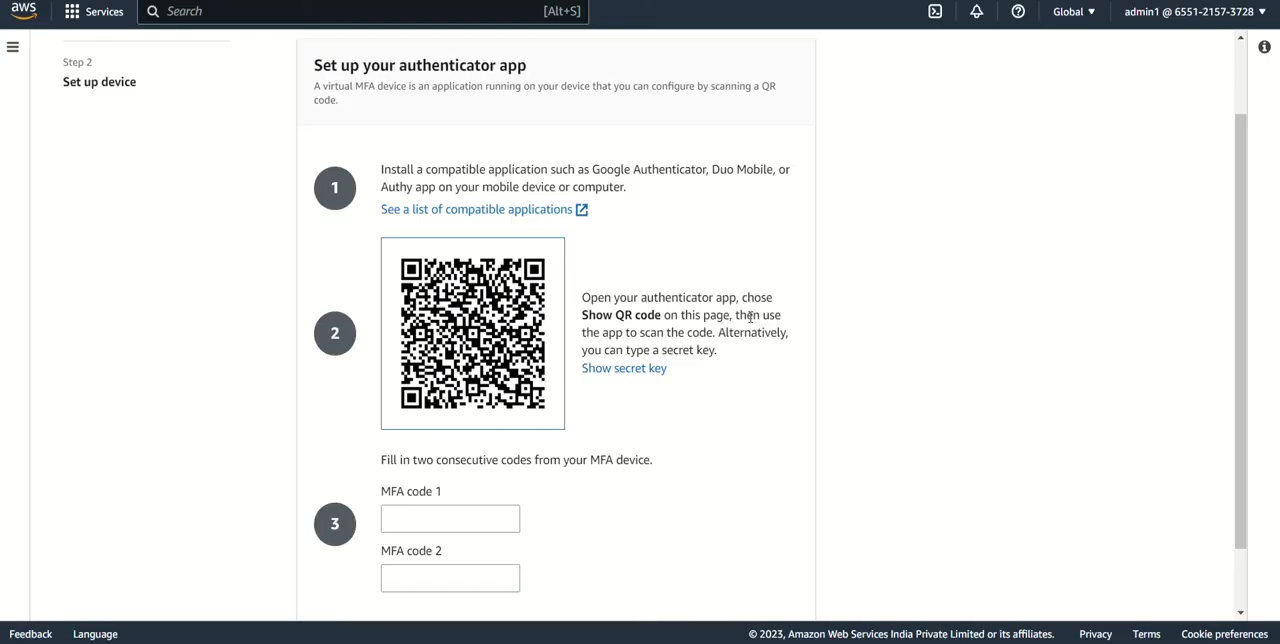 aws
Services
Search
[Alt+S]
Global
admin1 @ 6551-2157-3728
Step 2
Set up device
Set up your authenticator app
A virtual MFA device is an application running on your device that you can configure by scanning a QR
code.
1
Install a compatible application such as Google Authenticator, Duo Mobile, or
Authy app on your mobile device or computer.
See a list of compatible applications
2
Open your authenticator app, chose
Show QR code on this page, then use
the app to scan the code. Alternatively,
you can type a secret key.
Show secret key
3
Fill in two consecutive codes from your MFA device.
MFA code 1
MFA code 2
Feedback
Language
© 2023, Amazon Web Services India Private Limited or its affiliates.
Privacy
Terms
Cookie preferences